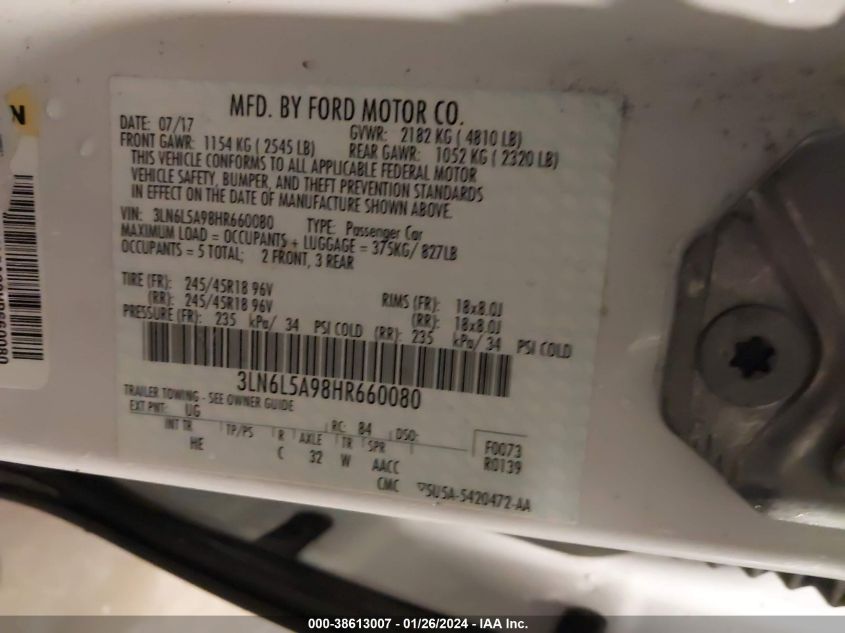 MFD. BY FORD MOTOR CO.
DATE: 07/17 GVWR: 2182 KG ( 4810 LB)
FRONT GAWR: 1154 KG ( 2545 LB) REAR GAWR: 1052 KG ( 2320 LB)
THIS VEHICLE CONFORMS TO ALL APPLICABLE FEDERAL MOTOR
VEHICLE SAFETY, BUMPER, AND THEFT PREVENTION STANDARDS
IN EFFECT ON THE DATE OF MANUFACTURE SHOWN ABOVE.
VIN: 3LN6L5A98HR660080 TYPE: Passenger Car
MAXIMUM LOAD = OCCUPANTS + LUGGAGE = 375KG/ 827LB
OCCUPANTS = 5 TOTAL; 2 FRONT, 3 REAR
TIRE (FR): 245/45R18 96V RIMS (FR): 18x8.0J
(RR): 245/45R18 96V (RR): 18x8.0J
PRESSURE (FR): 235 kPa/ 34 PSI COLD (RR): 235 kPa/ 34 PSI COLD
3LN6L5A98HR660080
TRAILER TOWING - SEE OWNER GUIDE
EXT PNT: UG RC: 84 DSO:
INT TR TP/PS R AXLE TR SPR F0073
HE C 32 W AACC R0139
CMC 5U5A-5420472-AA
N
000-38613007 - 01/26/2024 - IAA Inc.